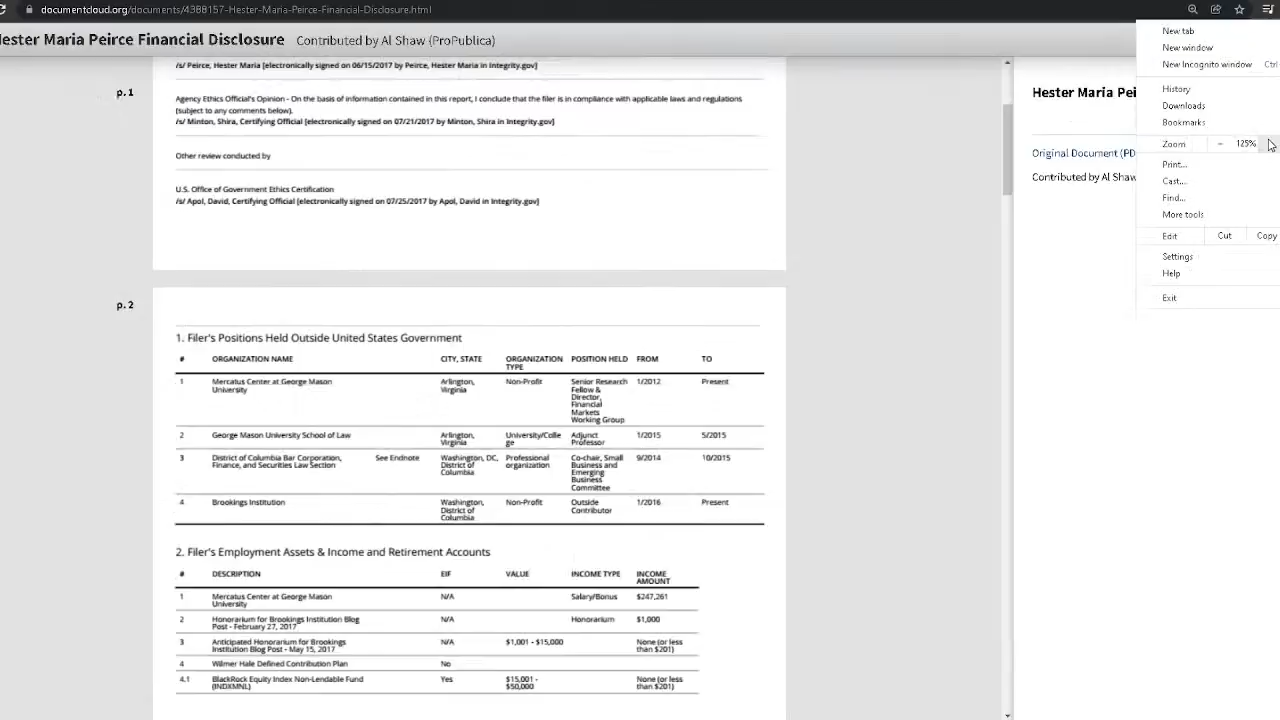 documentcloud.org/documents/4388157-Hester-Maria-Peirce-Financial-Disclosure.html
Hester Maria Peirce Financial Disclosure Contributed by Al Shaw (ProPublica)
New tab
New window
New Incognito window Ctrl
History
Downloads
Bookmarks
Zoom − 125%
Print...
Cast...
Find...
More tools
Edit Cut Copy
Settings
Help
Exit
Hester Maria Pei
Original Document (PD
Contributed by Al Shaw
p.1
/s/ Peirce, Hester Maria [electronically signed on 06/15/2017 by Peirce, Hester Maria in Integrity.gov]
Agency Ethics Official's Opinion - On the basis of information contained in this report, I conclude that the filer is in compliance with applicable laws and regulations
(subject to any comments below).
/s/ Minton, Shira, Certifying Official [electronically signed on 07/21/2017 by Minton, Shira in Integrity.gov]
Other review conducted by
U.S. Office of Government Ethics Certification
/s/ Apol, David, Certifying Official [electronically signed on 07/25/2017 by Apol, David in Integrity.gov]
p.2
1. Filer's Positions Held Outside United States Government
# ORGANIZATION NAME CITY, STATE ORGANIZATION POSITION HELD FROM TO
TYPE
1 Mercatus Center at George Mason Arlington, Non-Profit Senior Research 1/2012 Present
University Virginia Fellow &
Director,
Financial
Markets
Working Group
2 George Mason University School of Law Arlington, University/Colle Adjunct 1/2015 5/2015
Virginia ge Professor
3 District of Columbia Bar Corporation, See Endnote Washington, DC, Professional Co-chair, Small 9/2014 10/2015
Finance, and Securities Law Section District of organization Business and
Columbia Emerging
Business
Committee
4 Brookings Institution Washington, Non-Profit Outside 1/2016 Present
District of Contributor
Columbia
2. Filer's Employment Assets & Income and Retirement Accounts
# DESCRIPTION EIF VALUE INCOME TYPE INCOME
AMOUNT
1 Mercatus Center at George Mason N/A Salary/Bonus $247,261
University
2 Honorarium for Brookings Institution Blog N/A Honorarium $1,000
Post - February 27, 2017
3 Anticipated Honorarium for Brookings N/A $1,001 - $15,000 None (or less
Institution Blog Post - May 15, 2017 than $201)
4 Wilmer Hale Defined Contribution Plan No
4.1 BlackRock Equity Index Non-Lendable Fund Yes $15,001 - None (or less
(INDXMNL) $50,000 than $201)